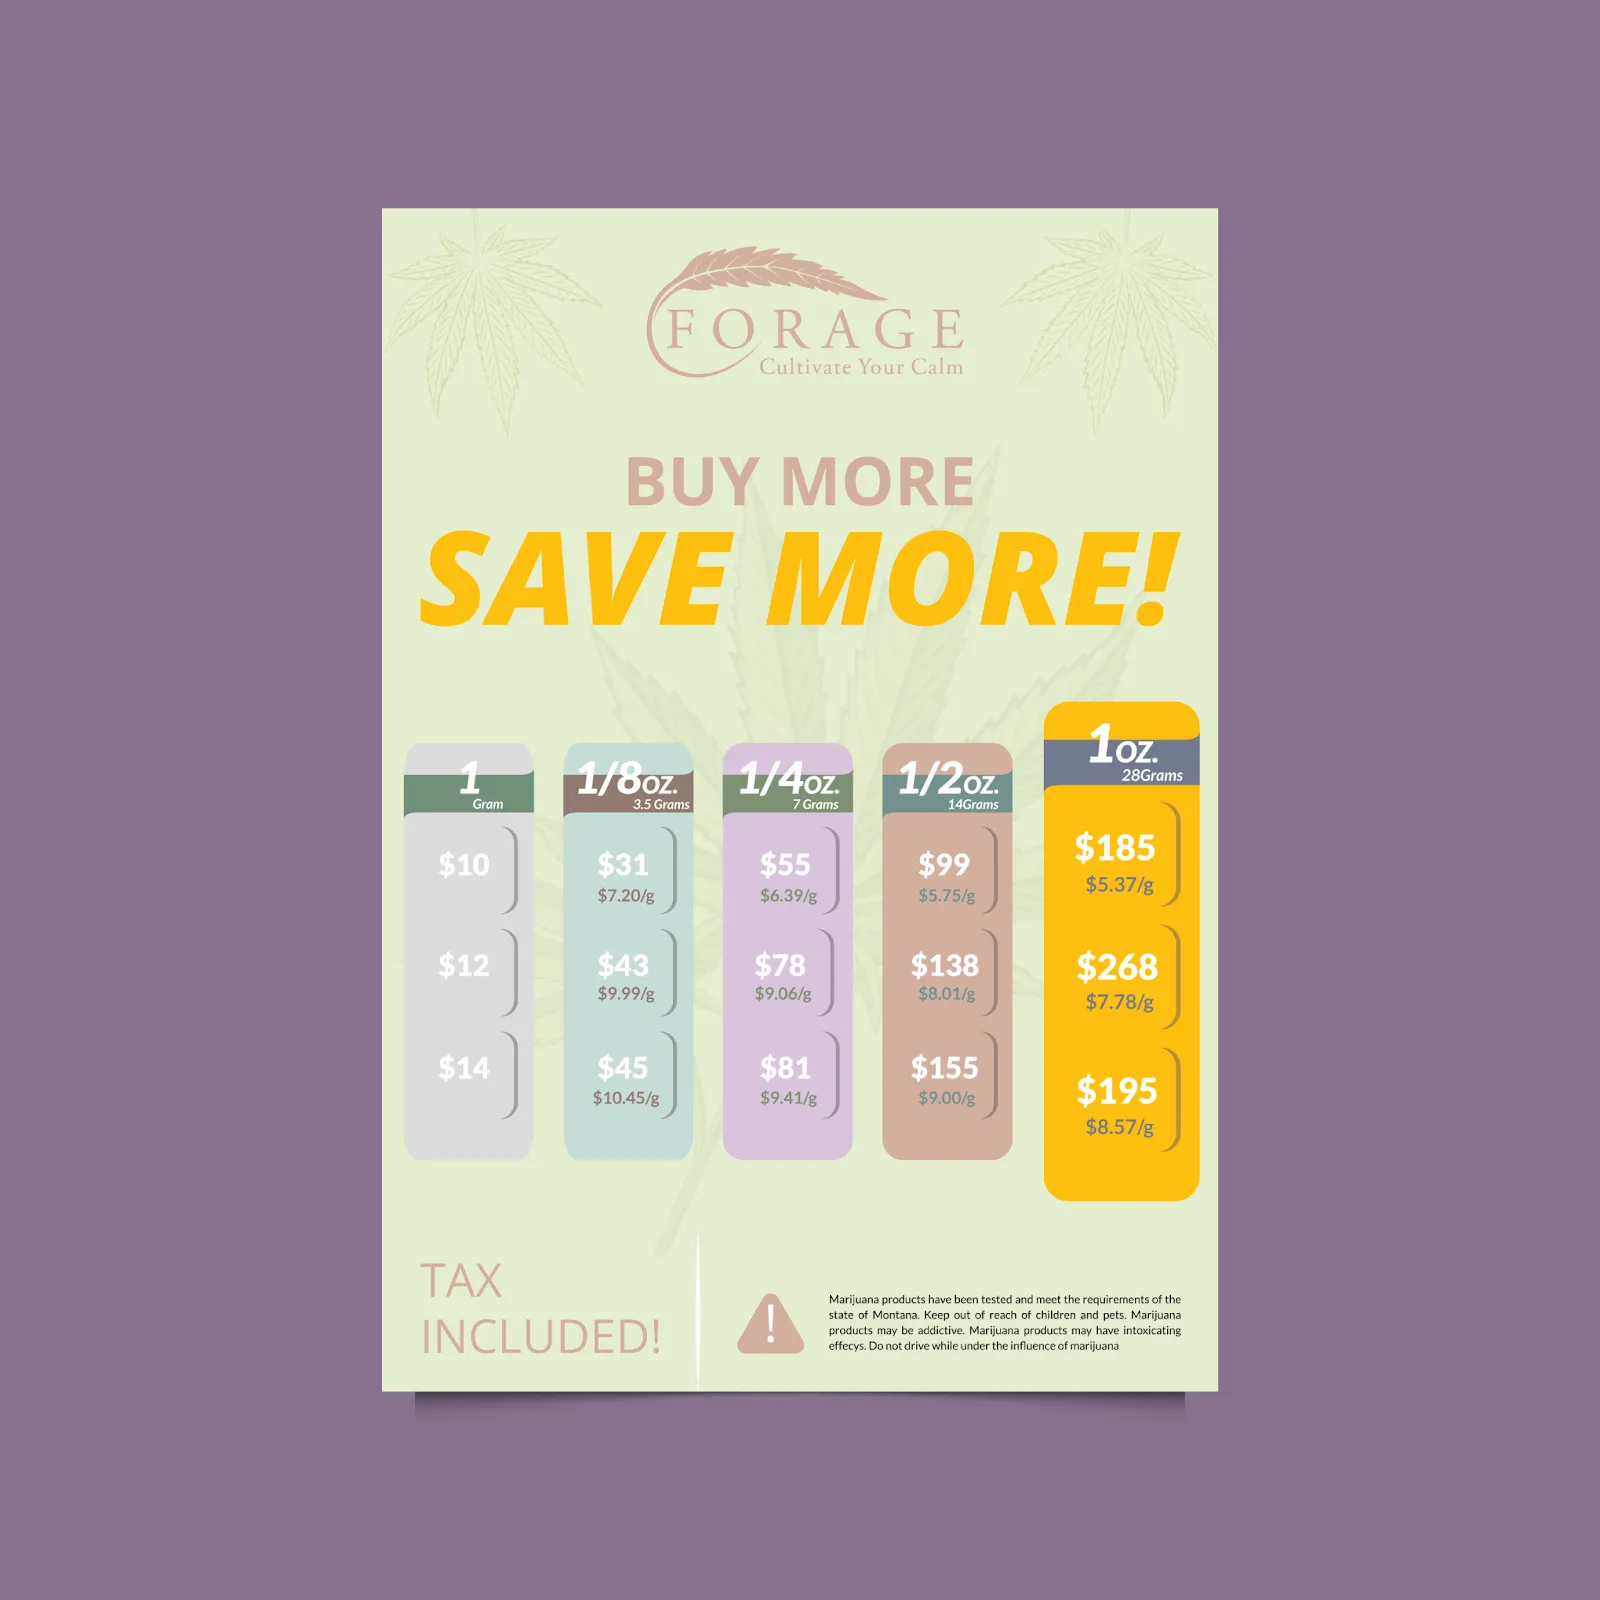 FORAGE
Cultivate Your Calm
BUY MORE
SAVE MORE!
1
Gram
$10
$12
$14
1/8OZ.
3.5 Grams
$31
$7.20/g
$43
$9.99/g
$45
$10.45/g
1/4OZ.
7 Grams
$55
$6.39/g
$78
$9.06/g
$81
$9.41/g
1/2OZ.
14Grams
$99
$5.75/g
$138
$8.01/g
$155
$9.00/g
1OZ.
28Grams
$185
$5.37/g
$268
$7.78/g
$195
$8.57/g
TAX
INCLUDED!
!
Marijuana products have been tested and meet the requirements of the
state of Montana. Keep out of reach of children and pets. Marijuana
products may be addictive. Marijuana products may have intoxicating
effecys. Do not drive while under the influence of marijuana